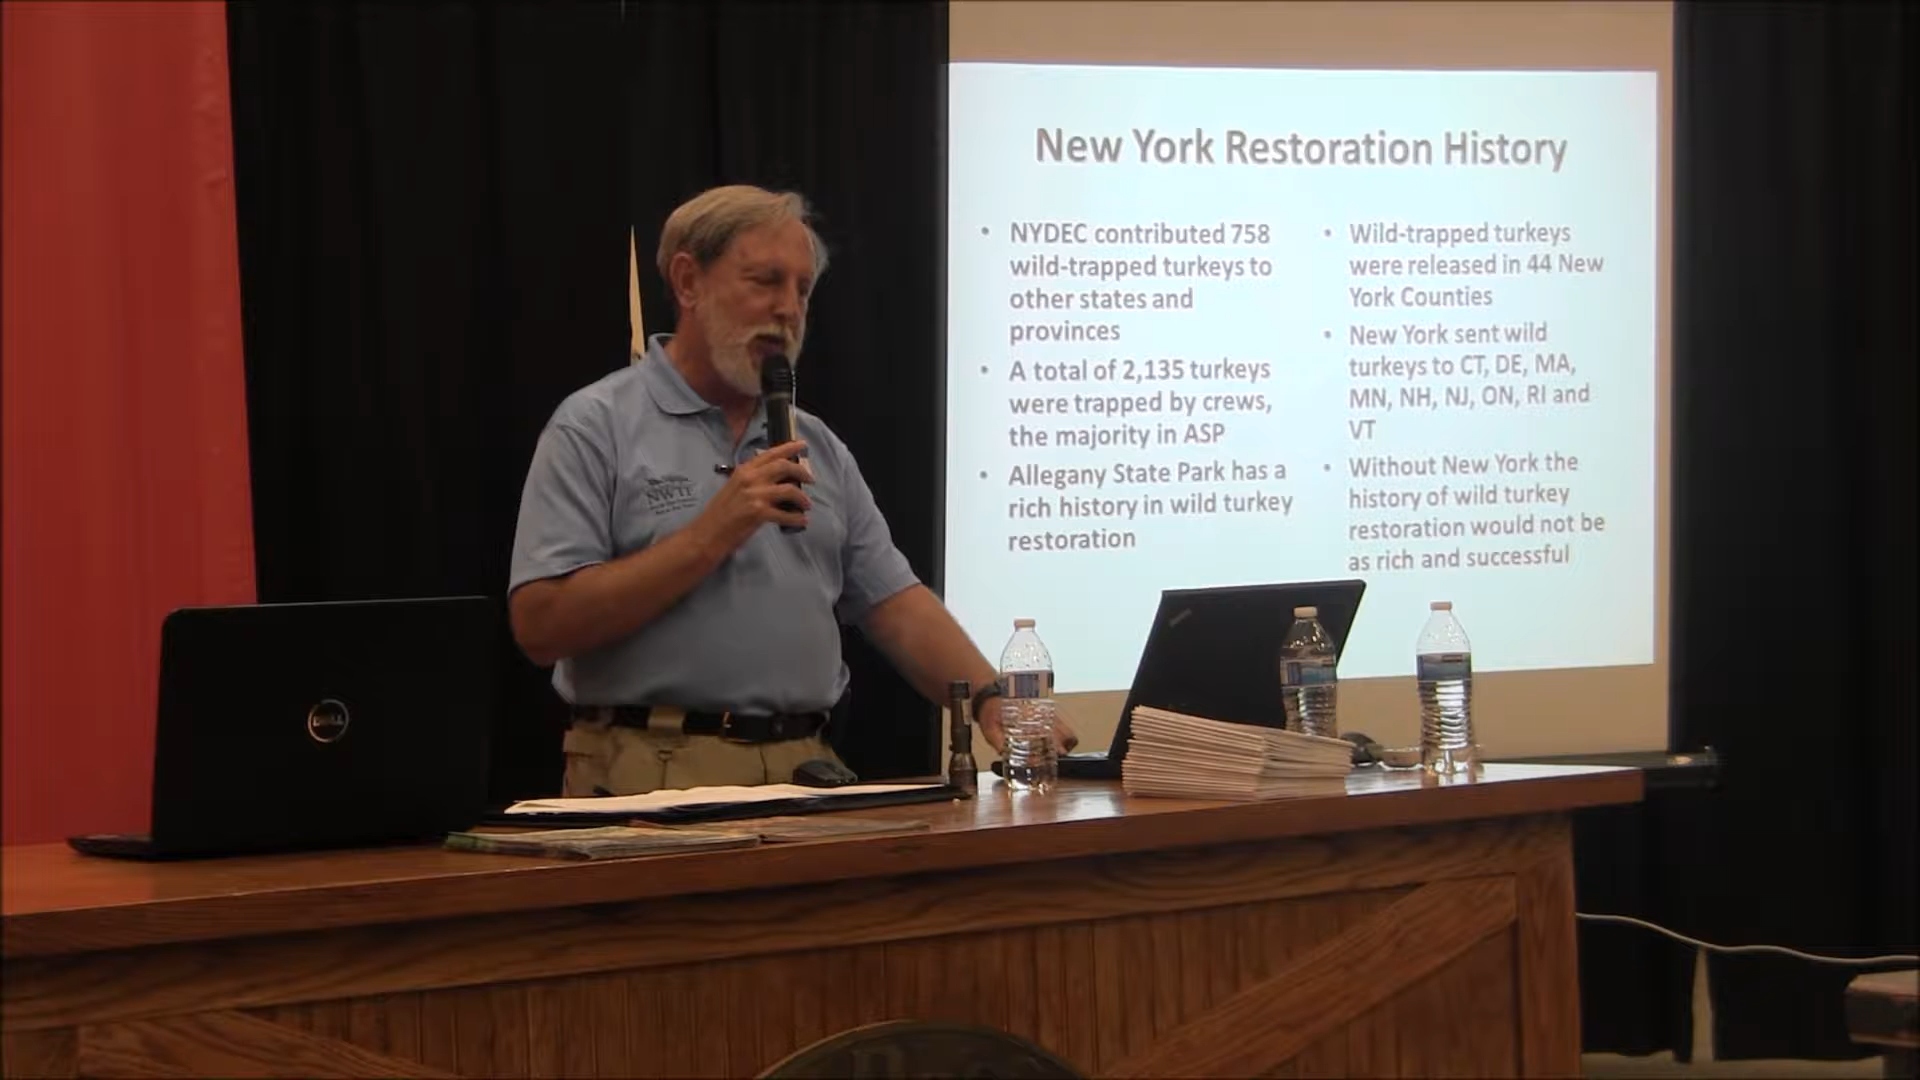 New York Restoration History
• NYDEC contributed 758
wild-trapped turkeys to
other states and
provinces
• A total of 2,135 turkeys
were trapped by crews,
the majority in ASP
• Allegany State Park has a
rich history in wild turkey
restoration
• Wild-trapped turkeys
were released in 44 New
York Counties
• New York sent wild
turkeys to CT, DE, MA,
MN, NH, NJ, ON, RI and
VT
• Without New York the
history of wild turkey
restoration would not be
as rich and successful
NWTF
DELL